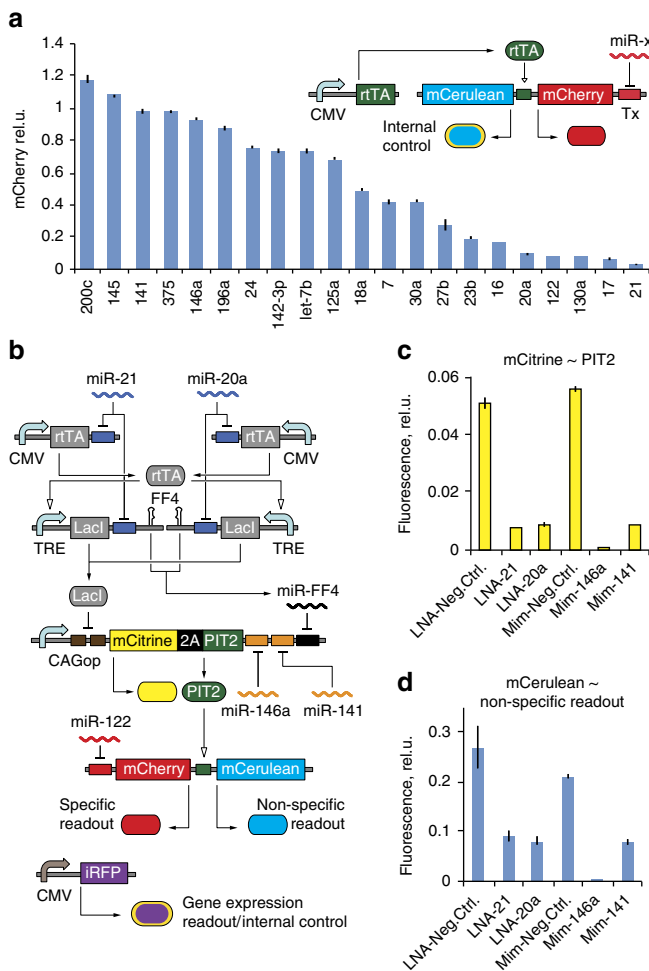 a
1.4
1.2
1
0.8
0.6
0.4
0.2
0
mCherry rel.u.
200c
145
141
375
146a
196a
24
142-3p
let-7b
125a
18a
7
30a
27b
23b
16
20a
122
130a
17
21
rtTA
miR-x
rtTA
mCerulean
mCherry
CMV
Tx
Internal
control
b
miR-21
miR-20a
rtTA
rtTA
CMV
CMV
rtTA
FF4
LacI
LacI
TRE
TRE
LacI
miR-FF4
mCitrine
2A
PIT2
CAGop
PIT2
miR-146a
miR-141
miR-122
mCherry
mCerulean
Specific
readout
Non-specific
readout
iRFP
CMV
Gene expression
readout/internal control
c
mCitrine ~ PIT2
0.06
0.04
0.02
0
Fluorescence, rel.u.
LNA-Neg.Ctrl.
LNA-21
LNA-20a
Mim-Neg.Ctrl.
Mim-146a
Mim-141
d
mCerulean ~
non-specific readout
0.3
0.2
0.1
0
Fluorescence, rel.u.
LNA-Neg.Ctrl.
LNA-21
LNA-20a
Mim-Neg.Ctrl.
Mim-146a
Mim-141